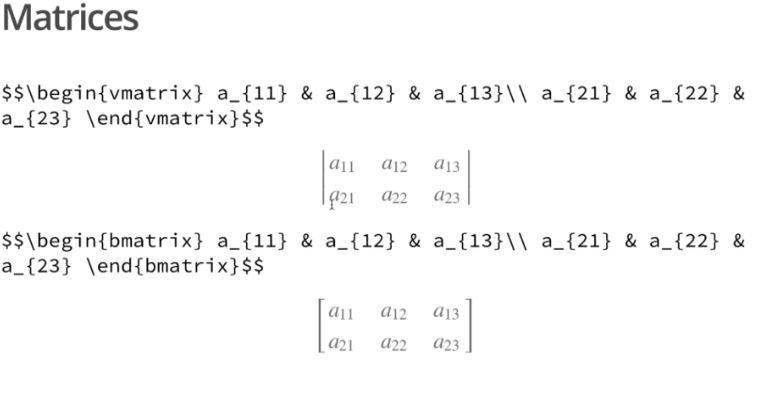 Matrices
$$\begin{vmatrix} a_{11} & a_{12} & a_{13}\\ a_{21} & a_{22} &
a_{23} \end{vmatrix}$$
a11 a12 a13
a21 a22 a23
$$\begin{bmatrix} a_{11} & a_{12} & a_{13}\\ a_{21} & a_{22} &
a_{23} \end{bmatrix}$$
a11 a12 a13
a21 a22 a23